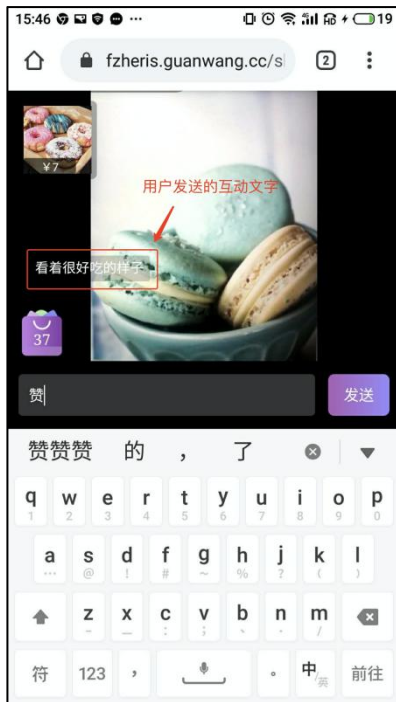 15:46 ··· 19
fzheris.guanwang.cc/s 2
¥7
用户发送的互动文字
看着很好吃的样子
37
赞 发送
赞赞赞 的 , 了
q w e r t y u i o p
1 2 3 4 5 6 7 8 9 0
a s d f g h j k l
… @ ! # ~ % ? ( )
z x c v b n m
符 123 , 。 中/英 前往